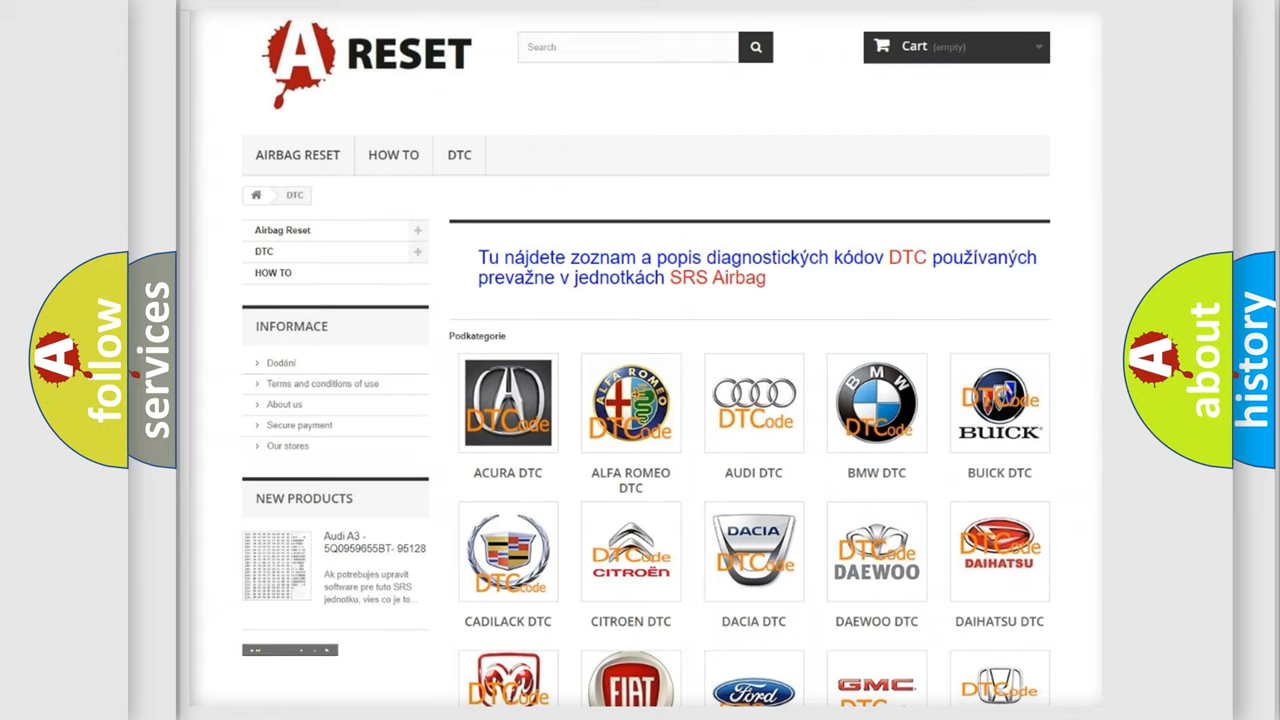 A RESET
Search
Cart (empty)
AIRBAG RESET
HOW TO
DTC
DTC
Airbag Reset
DTC
HOW TO
INFORMACE
Dodání
Terms and conditions of use
About us
Secure payment
Our stores
NEW PRODUCTS
Audi A3 -
5Q0959655BT- 95128
Ak potrebujes upravit
software pre tuto SRS
jednotku, vies co je to...
Tu nájdete zoznam a popis diagnostických kódov DTC používaných
prevažne v jednotkách SRS Airbag
Podkategorie
DTCode
ALFA ROMEO
DTCode
DTCode
BMW
DTCode
DTCode
BUICK
ACURA DTC
ALFA ROMEO
DTC
AUDI DTC
BMW DTC
BUICK DTC
DTCode
DTCode
CITROËN
DACIA
DTCode
DTCode
DAEWOO
DTCode
DAIHATSU
CADILACK DTC
CITROEN DTC
DACIA DTC
DAEWOO DTC
DAIHATSU DTC
DTCode
FIAT
Ford
GMC
DTCode
A follow
services
A about
history